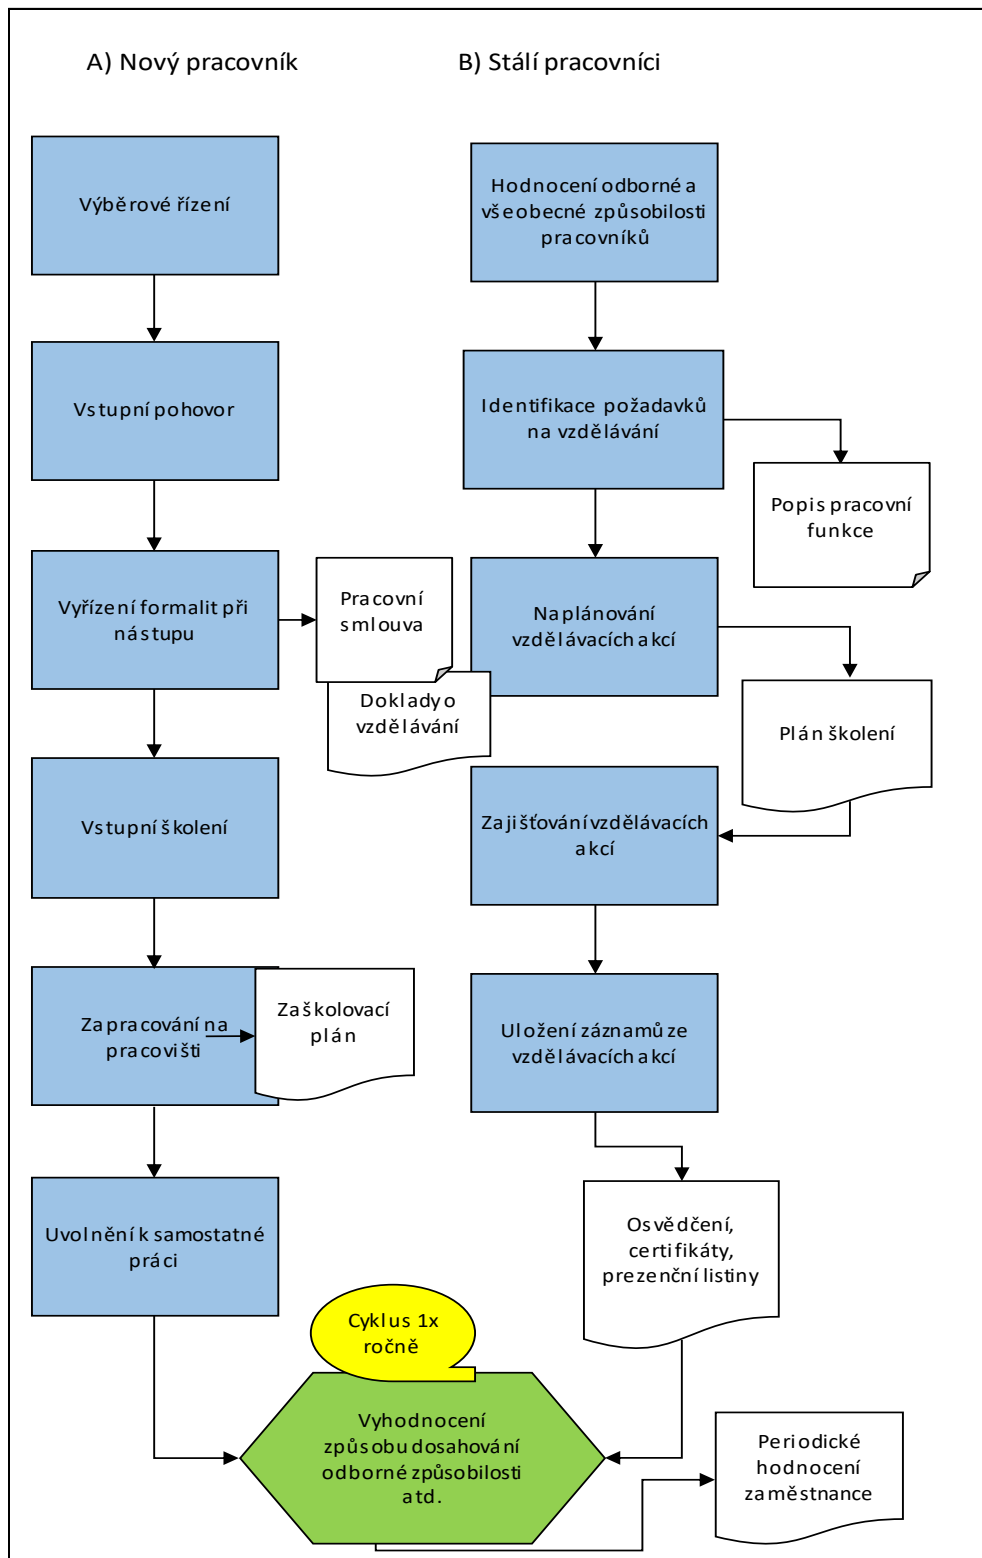 A) Nový pracovník
B) Stálí pracovníci
Výběrové řízení
Vstupní pohovor
Vyřízení formalit při
nástupu
Pracovní
smlouva
Doklady o
vzdělávání
Vstupní školení
Zapracování na
pracovišti
Zaškolovací
plán
Uvolnění k samostatné
práci
Hodnocení odborné a
všeobecné způsobilosti
pracovníků
Identifikace požadavků
na vzdělávání
Popis pracovní
funkce
Naplánování
vzdělávacích akcí
Plán školení
Zajišťování vzdělávacích
akcí
Uložení záznamů ze
vzdělávacích akcí
Osvědčení,
certifikáty,
prezenční listiny
Cyklus 1x
ročně
Vyhodnocení
způsobu dosahování
odborné způsobilosti
atd.
Periodické
hodnocení
zaměstnance